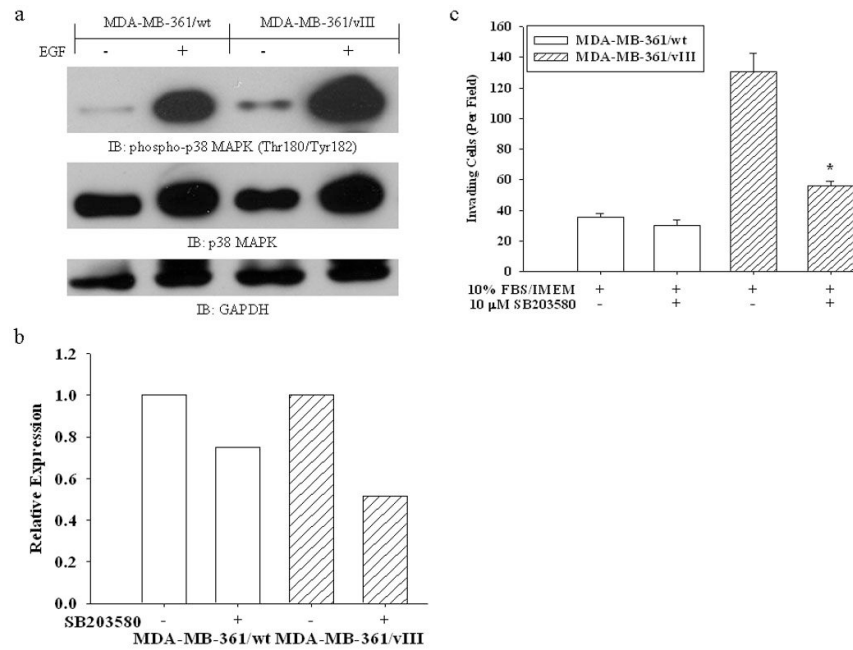 a
MDA-MB-361/wt MDA-MB-361/vIII
EGF - + - +
IB: phospho-p38 MAPK (Thr180/Tyr182)
IB: p38 MAPK
IB: GAPDH
b
Relative Expression
1.2
1.0
0.8
0.6
0.4
0.2
0.0
SB203580 - + - +
MDA-MB-361/wt MDA-MB-361/vIII
c
Invading Cells (Per Field)
160
140
120
100
80
60
40
20
0
MDA-MB-361/wt
MDA-MB-361/vIII
*
10% FBS/IMEM + + + +
10 µM SB203580 - + - +